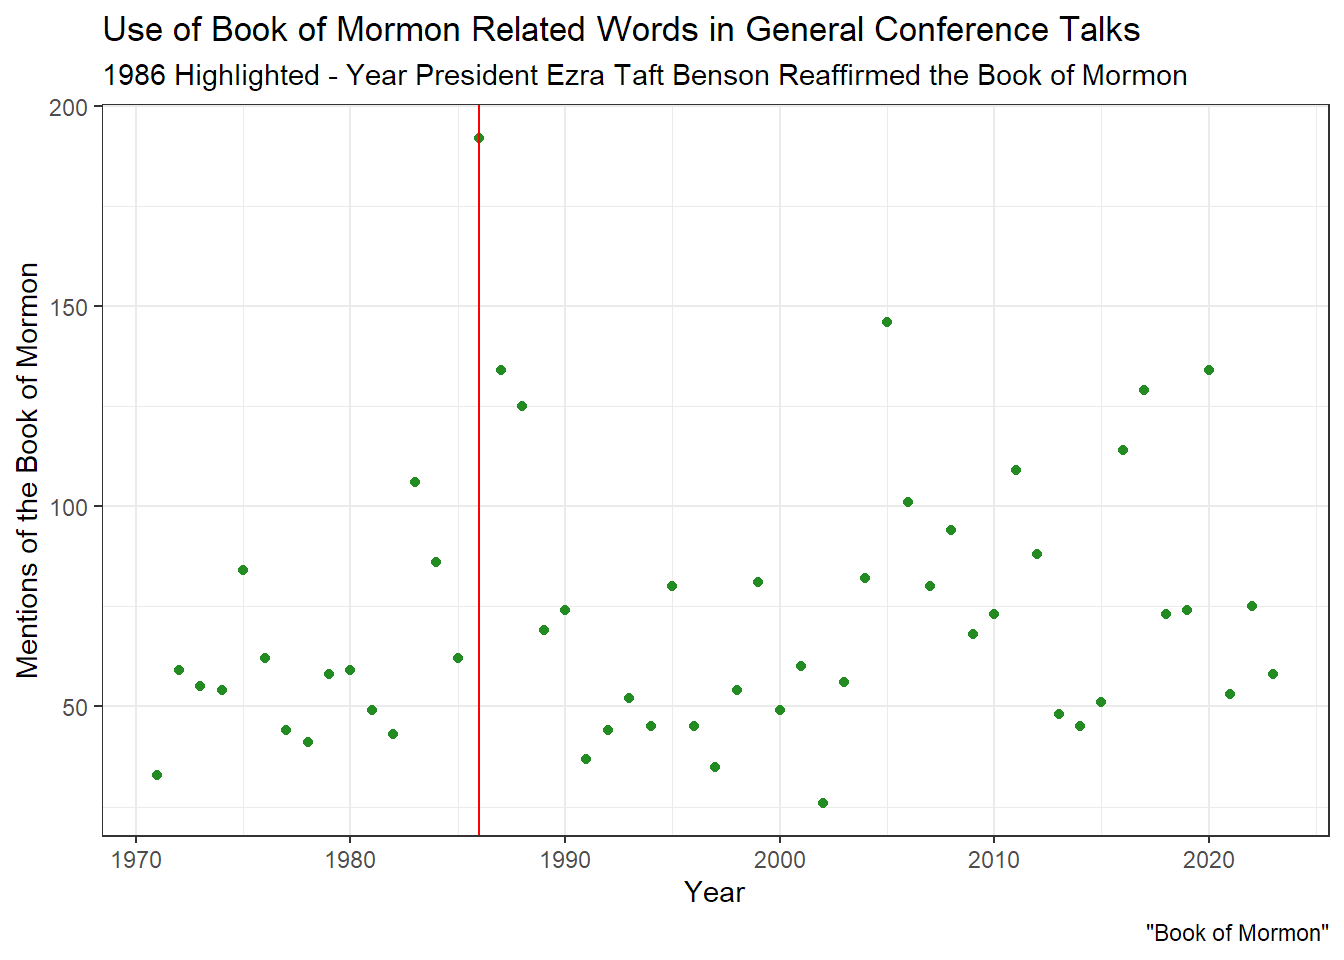 Use of Book of Mormon Related Words in General Conference Talks
1986 Highlighted - Year President Ezra Taft Benson Reaffirmed the Book of Mormon
Mentions of the Book of Mormon
200
150
100
50
1970 1980 1990 2000 2010 2020
Year
"Book of Mormon"